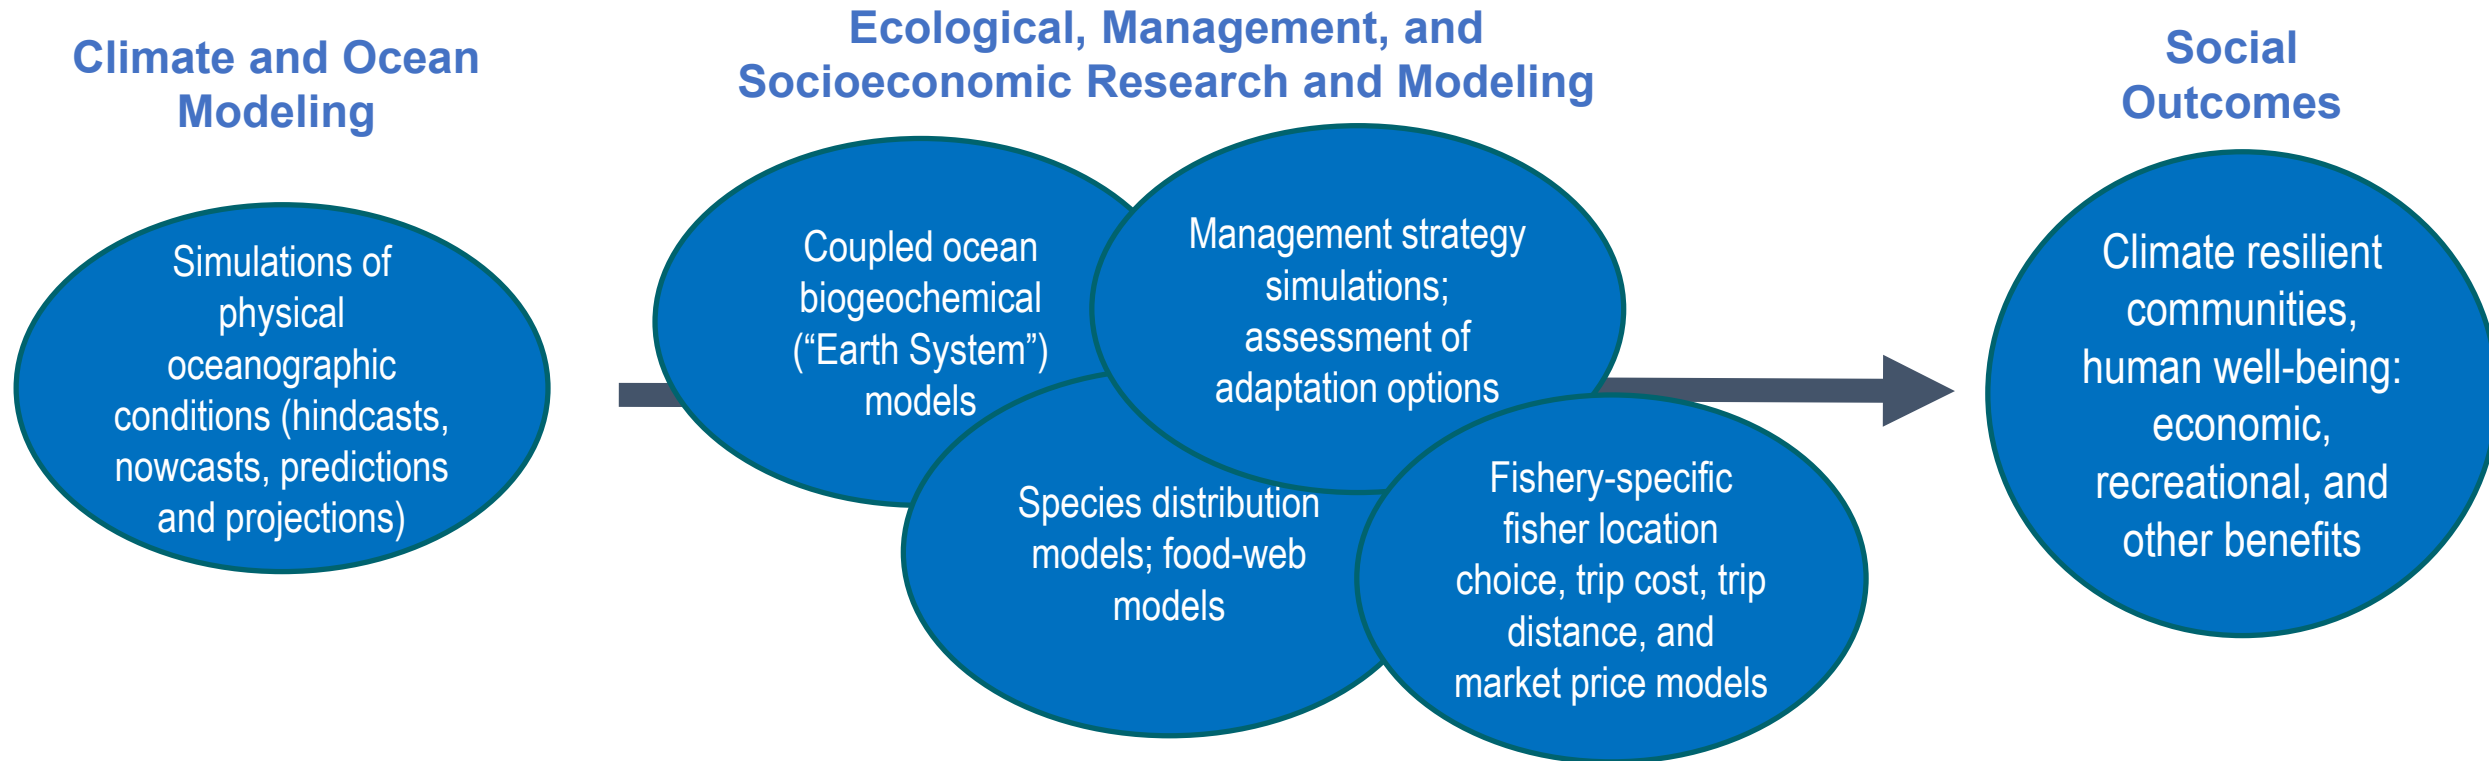 Climate and Ocean
Modeling
Ecological, Management, and
Socioeconomic Research and Modeling
Social
Outcomes
Simulations of
physical
oceanographic
conditions (hindcasts,
nowcasts, predictions
and projections)
Coupled ocean
biogeochemical
(“Earth System”)
models
Management strategy
simulations;
assessment of
adaptation options
Species distribution
models; food-web
models
Fishery-specific
fisher location
choice, trip cost, trip
distance, and
market price models
Climate resilient
communities,
human well-being:
economic,
recreational, and
other benefits